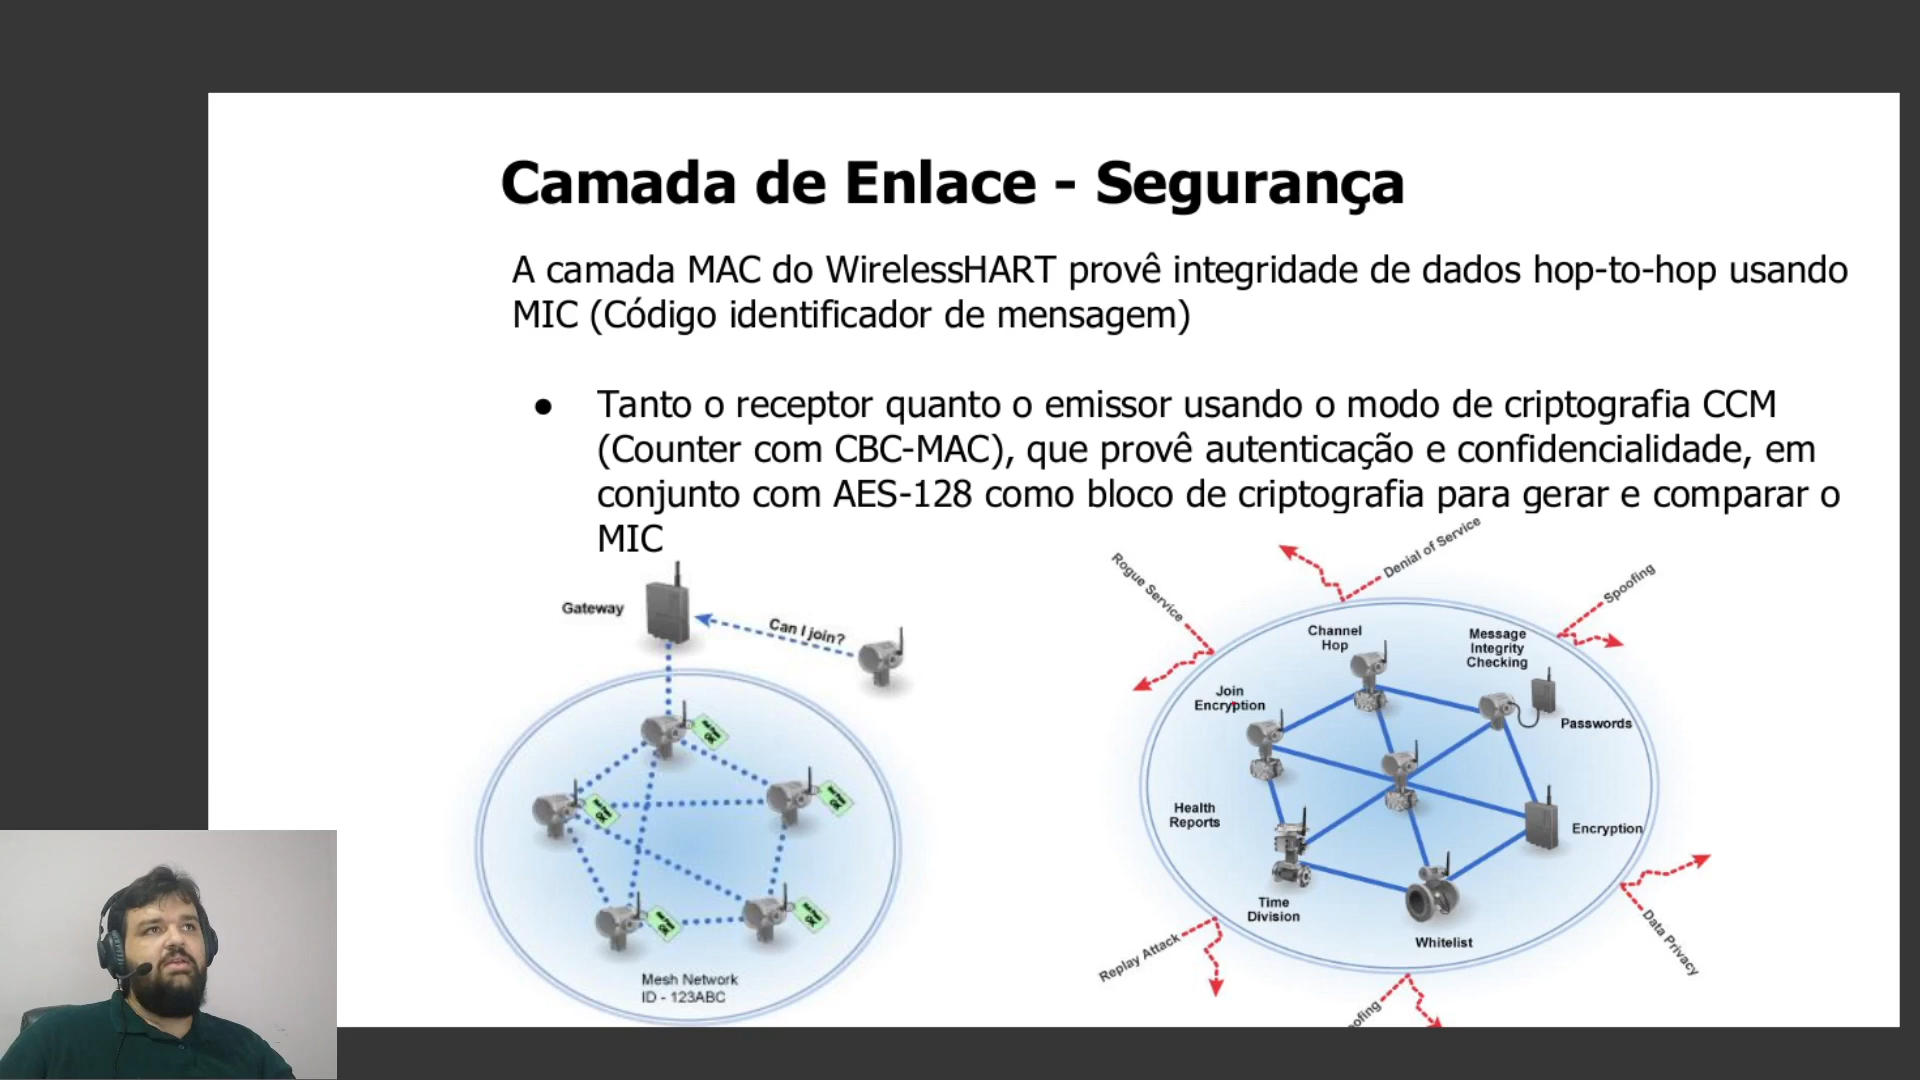 Camada de Enlace - Segurança
A camada MAC do WirelessHART provê integridade de dados hop-to-hop usando
MIC (Código identificador de mensagem)
● Tanto o receptor quanto o emissor usando o modo de criptografia CCM
(Counter com CBC-MAC), que provê autenticação e confidencialidade, em
conjunto com AES-128 como bloco de criptografia para gerar e comparar o
MIC
Gateway
Can I join?
Mesh Network
ID - 123ABC
Rogue Service
Denial of Service
Spoofing
Channel
Hop
Message
Integrity
Checking
Join
Encryption
Passwords
Health
Reports
Encryption
Time
Division
Whitelist
Replay Attack
Data Privacy
ofing